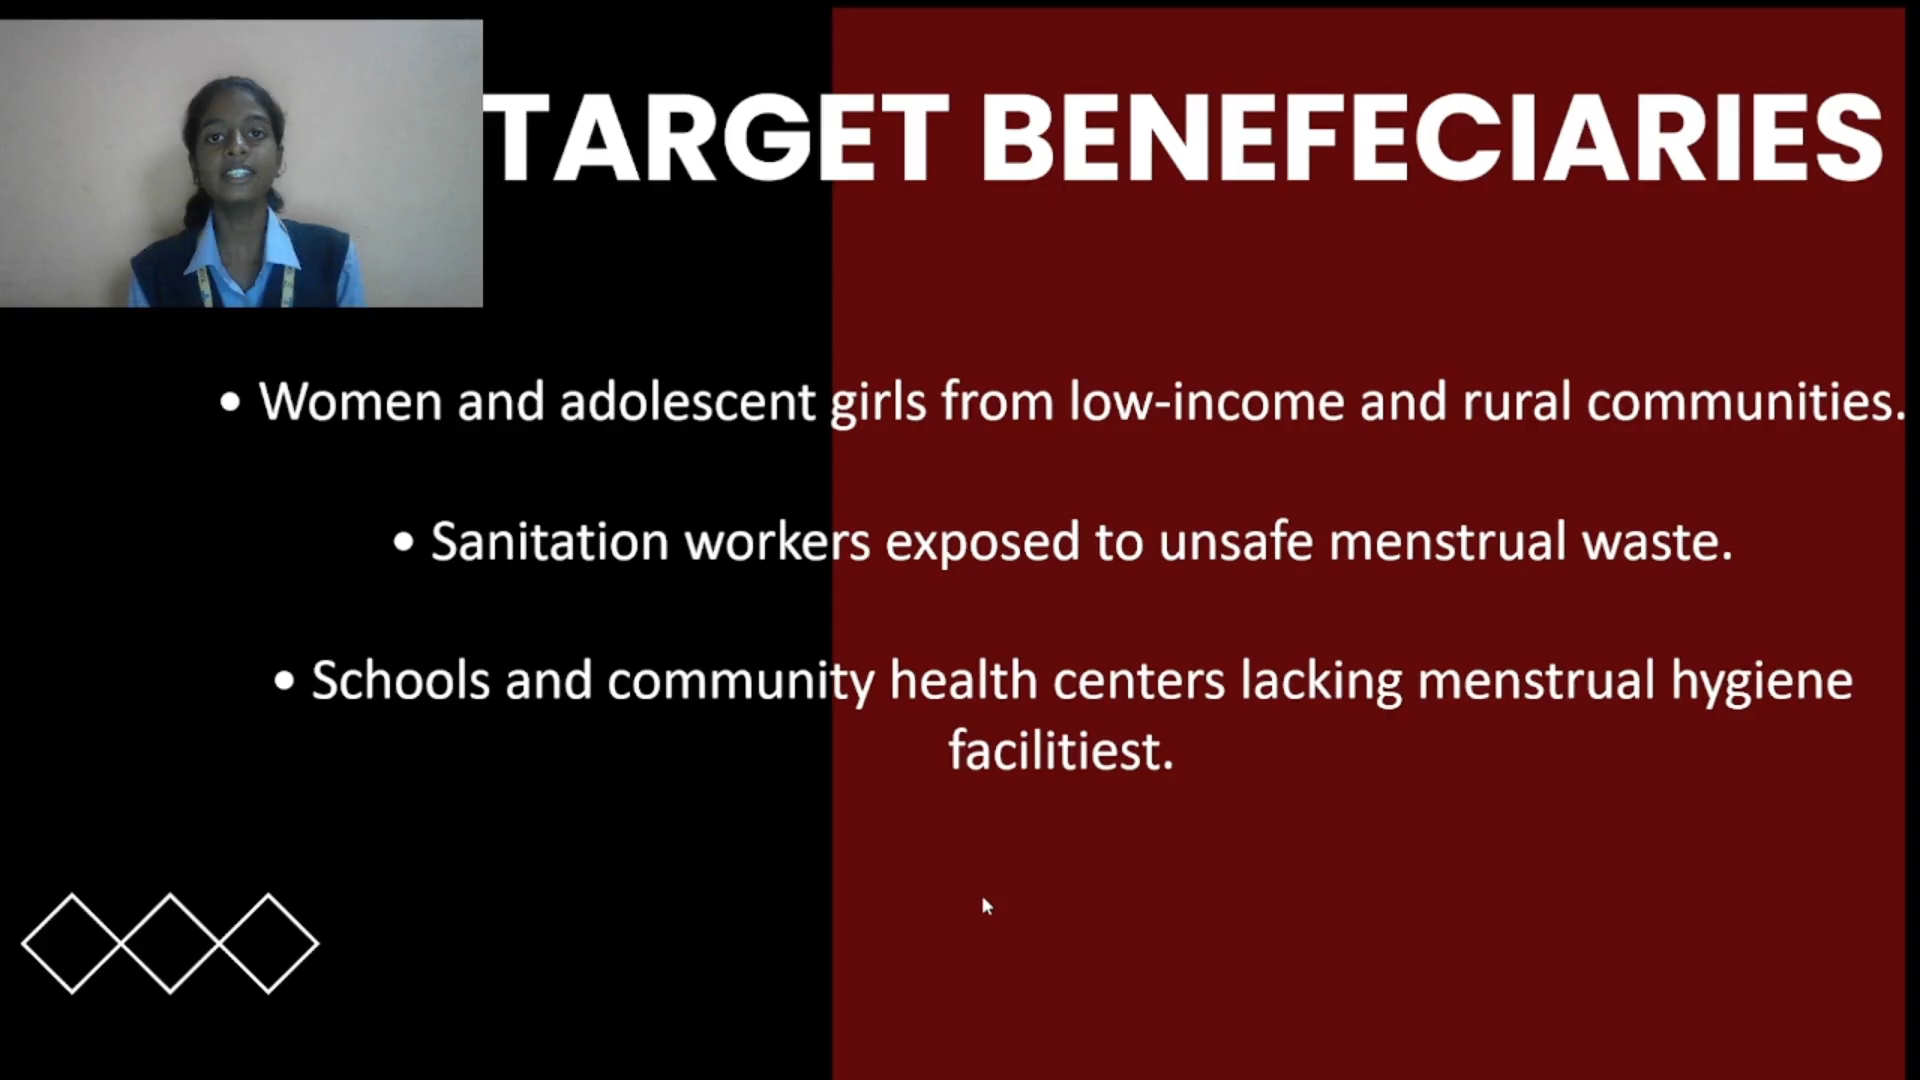 TARGET BENEFECIARIES
• Women and adolescent girls from low-income and rural communities.
• Sanitation workers exposed to unsafe menstrual waste.
• Schools and community health centers lacking menstrual hygiene
facilitiest.